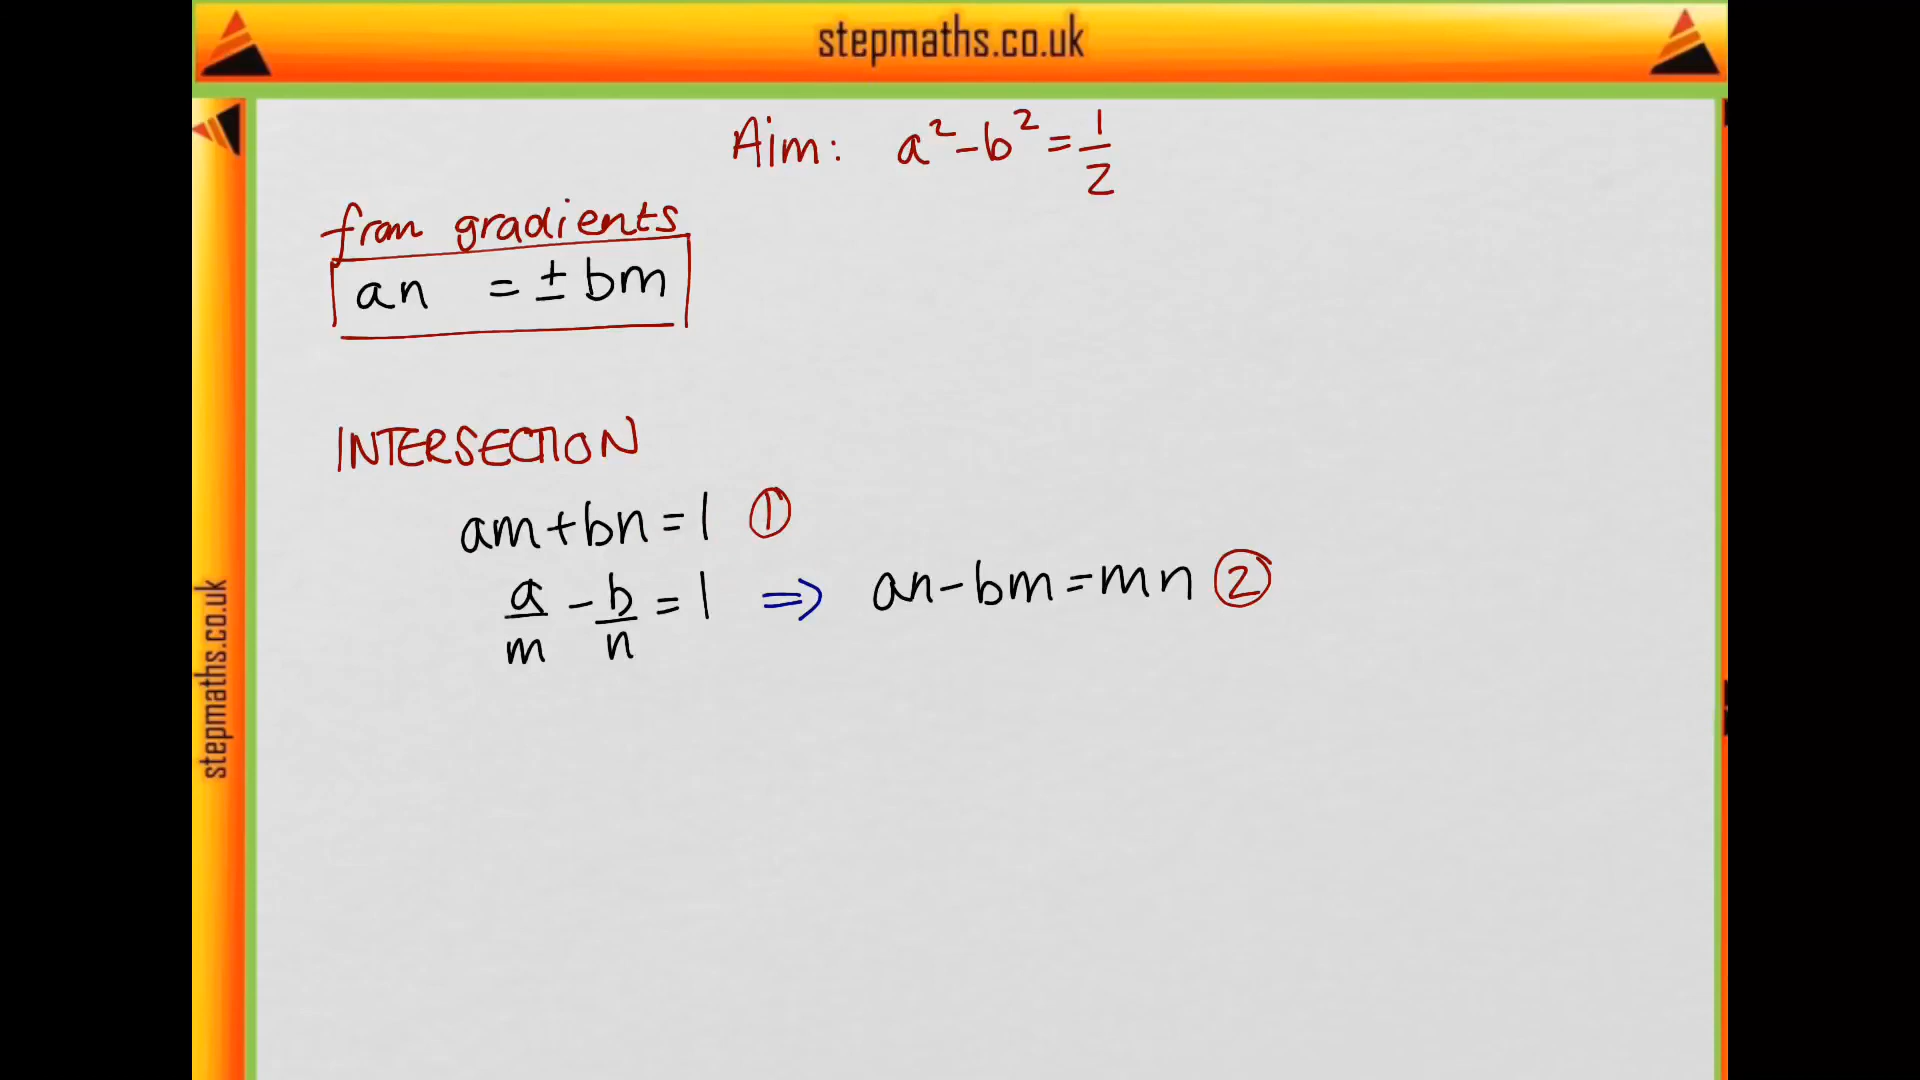 stepmaths.co.uk
Aim: a² - b² = 1/2
from gradients
an = ± bm
INTERSECTION
am + bn = 1 ①
a/m - b/n = 1 ⇒ an - bm = mn ②
stepmaths.co.uk